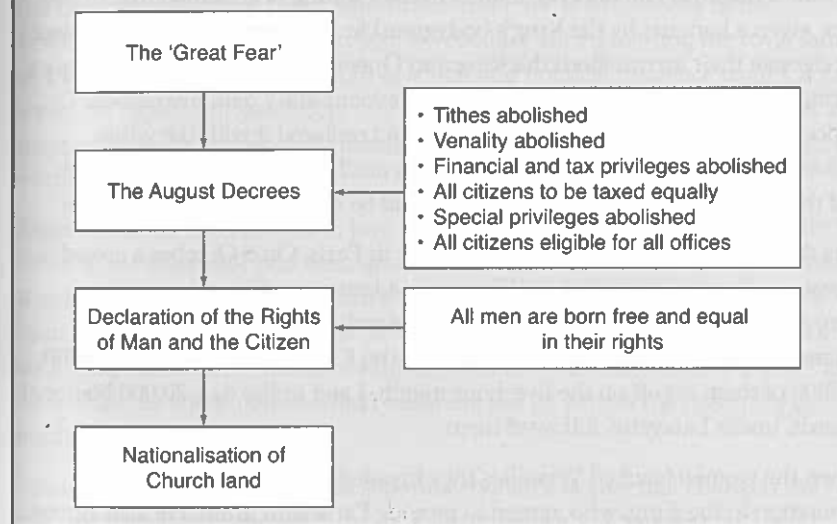 The 'Great Fear'
• Tithes abolished
• Venality abolished
• Financial and tax privileges abolished
• All citizens to be taxed equally
• Special privileges abolished
• All citizens eligible for all offices
The August Decrees
Declaration of the Rights
of Man and the Citizen
All men are born free and equal
in their rights
Nationalisation of
Church land